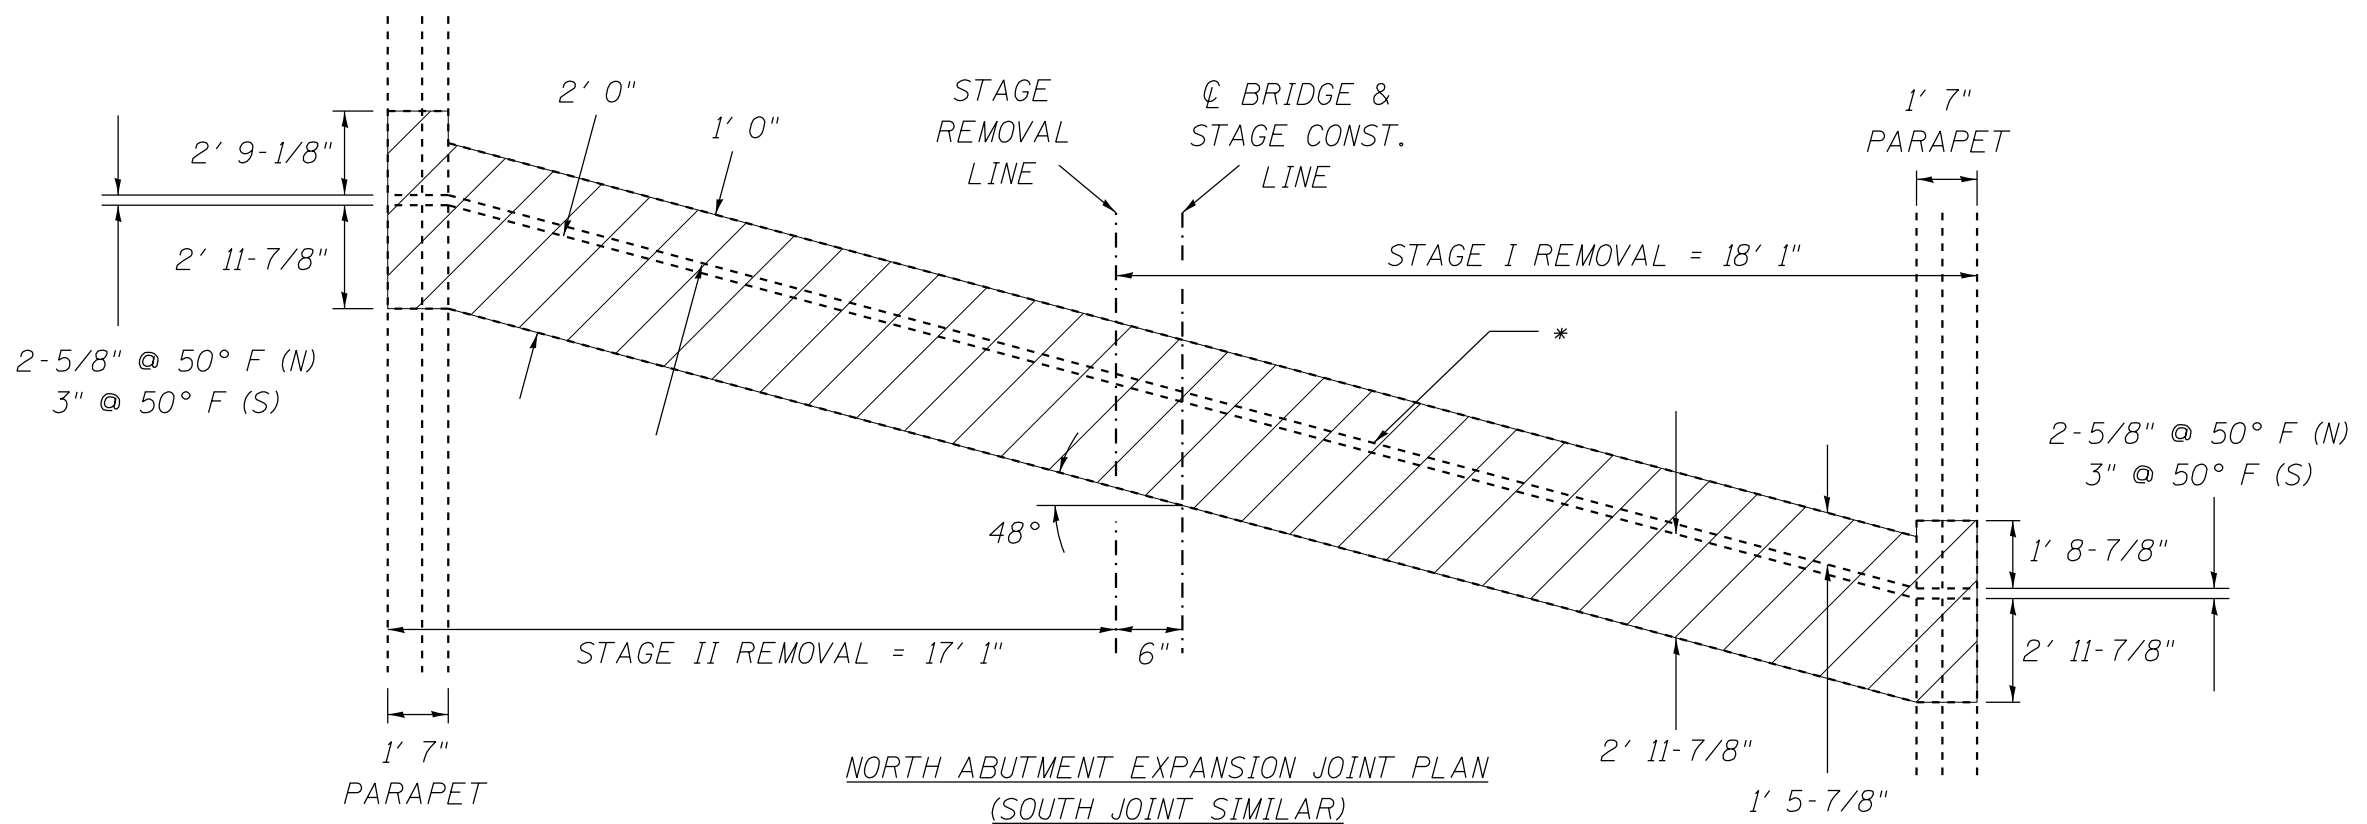 2' 0"
1' 0"
STAGE
REMOVAL
LINE
℄ BRIDGE &
STAGE CONST.
LINE
1' 7"
PARAPET
2' 9-1/8"
2' 11-7/8"
STAGE I REMOVAL = 18' 1"
*
2-5/8" @ 50° F (N)
3" @ 50° F (S)
2-5/8" @ 50° F (N)
3" @ 50° F (S)
48°
1' 8-7/8"
2' 11-7/8"
STAGE II REMOVAL = 17' 1"
6"
2' 11-7/8"
1' 5-7/8"
1' 7"
PARAPET
NORTH ABUTMENT EXPANSION JOINT PLAN
(SOUTH JOINT SIMILAR)